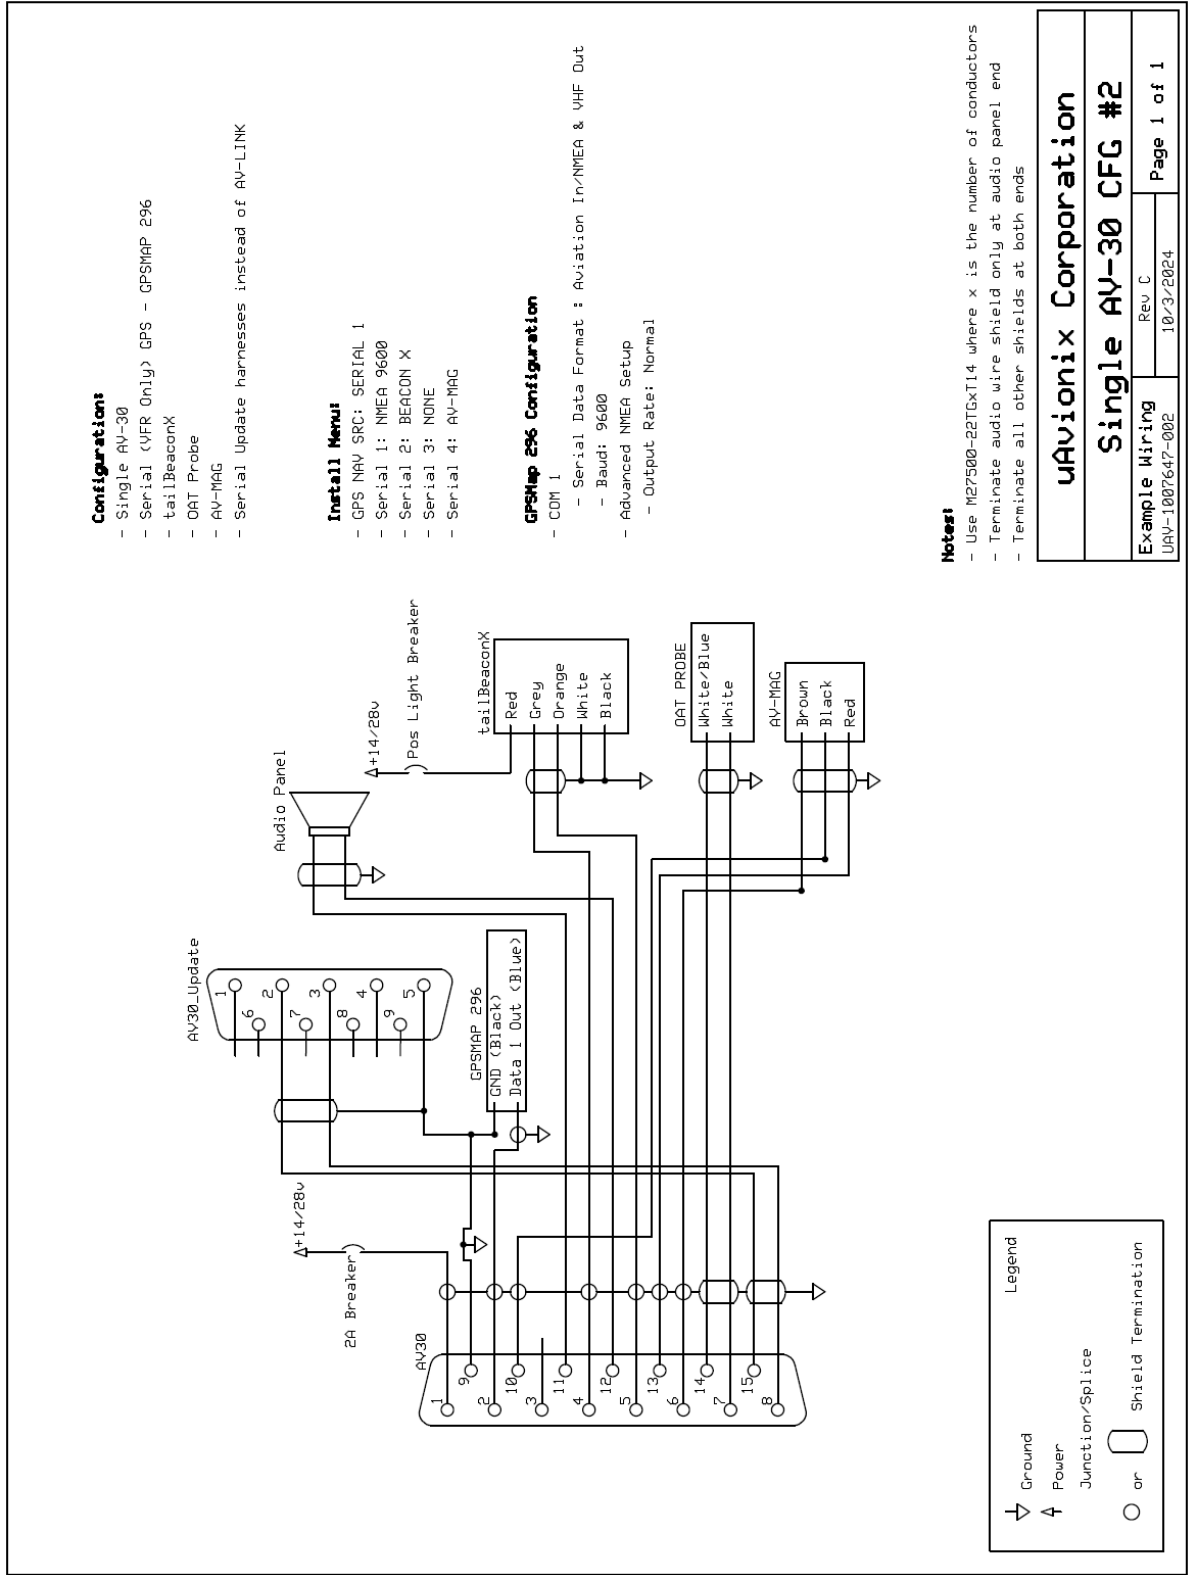 Configuration:
- Single AV-30
- Serial (VFR Only) GPS - GPSMAP 296
- tailBeaconX
- OAT Probe
- AV-MAG
- Serial Update harnesses instead of AV-LINK
Install Menu:
- GPS NAV SRC: SERIAL 1
- Serial 1: NMEA 9600
- Serial 2: BEACON X
- Serial 3: NONE
- Serial 4: AV-MAG
GPSMap 296 Configuration
- COM 1
- Serial Data Format : Aviation In/NMEA & VHF Out
- Baud: 9600
- Advanced NMEA Setup
- Output Rate: Normal
Notes:
- Use M27500-22TGxT14 where x is the number of conductors
- Terminate audio wire shield only at audio panel end
- Terminate all other shields at both ends
uAvionix Corporation
Single AV-30 CFG #2
Example Wiring
UAV-1007647-002
Rev C
10/3/2024
Page 1 of 1
AV30_Update
1
6
2
7
3
8
4
9
5
Audio Panel
+14/28v
Pos Light Breaker
tailBeaconX
Red
Grey
Orange
White
Black
OAT PROBE
White/Blue
White
AV-MAG
Brown
Black
Red
GPSMAP 296
GND (Black)
Data 1 Out (Blue)
+14/28v
2A Breaker
AV30
1
9
2
10
3
11
4
12
5
13
6
14
7
15
8
Legend
Ground
Power
Junction/Splice
or
Shield Termination